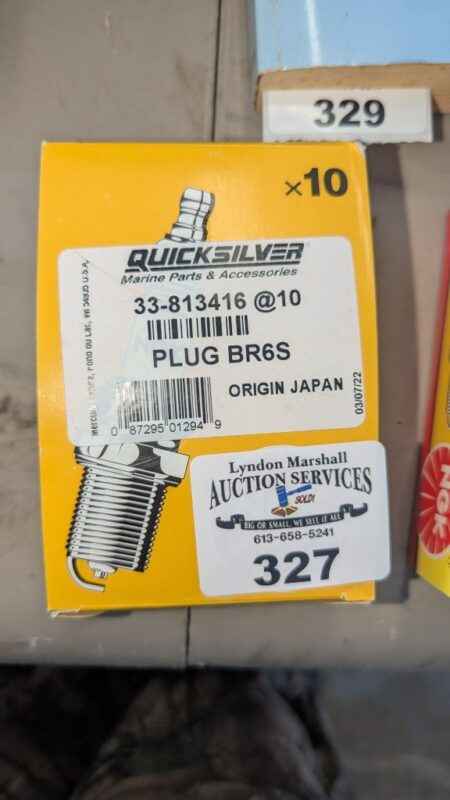 329
×10
QUICKSILVER
Marine Parts & Accessories
33-813416 @10
PLUG BR6S
ORIGIN JAPAN
03/07/22
0 87295 01294 9
Lyndon Marshall
AUCTION SERVICES
SOLD!
BIG OR SMALL, WE SELL IT ALL
613-658-5241
327
NGK